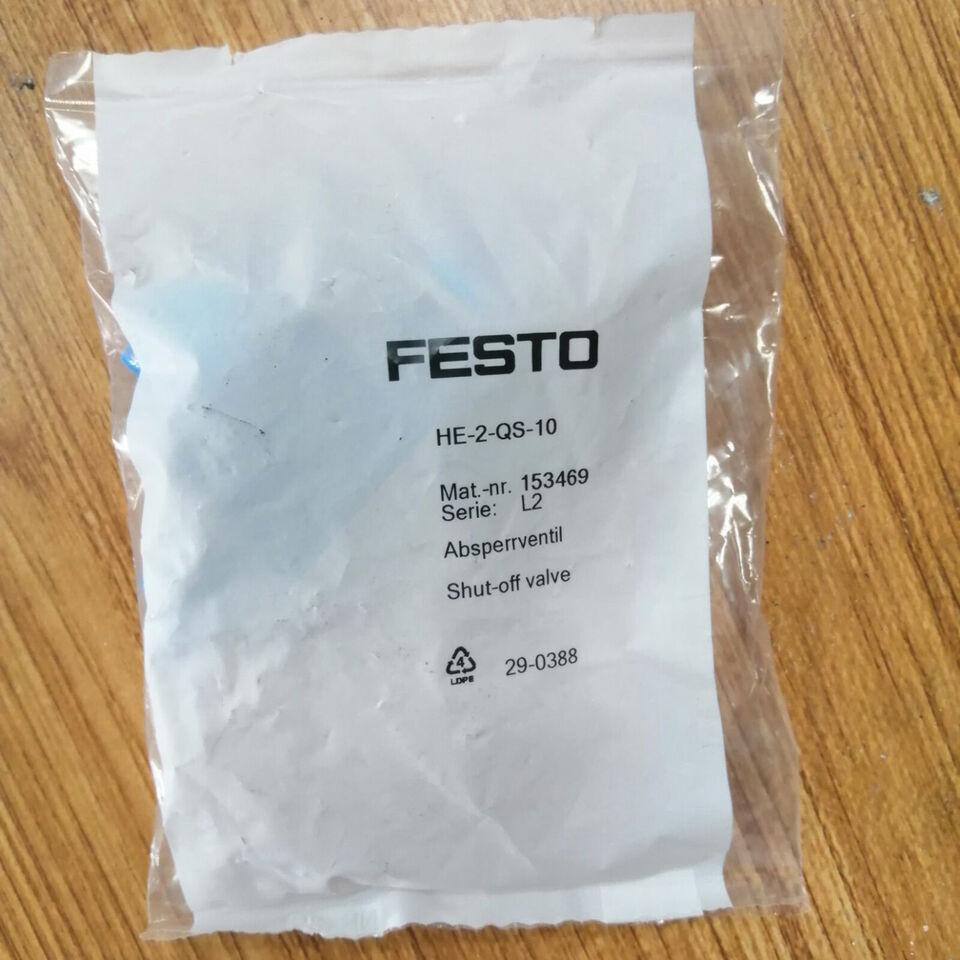 FESTO
HE-2-QS-10
Mat.-nr. 153469
Serie: L2
Absperrventil
Shut-off valve
4
LDPE
29-0388